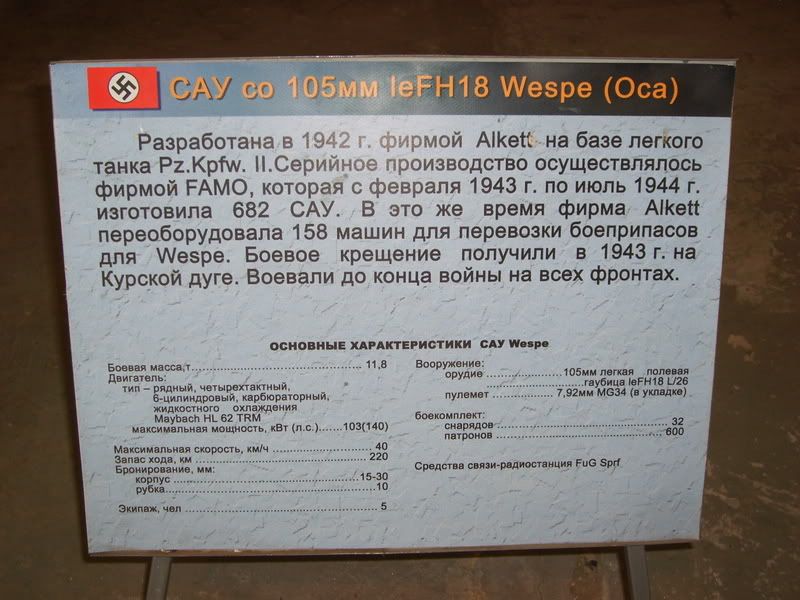 САУ со 105мм leFH18 Wespe (Оса)
Разработана в 1942 г. фирмой Alkett на базе легкого
танка Pz.Kpfw. II.Серийное производство осуществлялось
фирмой FAMO, которая с февраля 1943 г. по июль 1944 г.
изготовила 682 САУ. В это же время фирма Alkett
переоборудовала 158 машин для перевозки боеприпасов
для Wespe. Боевое крещение получили в 1943 г. на
Курской дуге. Воевали до конца войны на всех фронтах.
ОСНОВНЫЕ ХАРАКТЕРИСТИКИ САУ Wespe
Боевая масса,т.................................................. 11,8
Двигатель:
тип – рядный, четырехтактный,
6-цилиндровый, карбюраторный,
жидкостного охлаждения
Maybach HL 62 TRM
максимальная мощность, кВт (л.с.).......103(140)
Максимальная скорость, км/ч ........................... 40
Запас хода, км ................................................... 220
Бронирование, мм:
корпус ................................................15-30
рубка.......................................................10
Экипаж, чел ....................................................... 5
Вооружение:
орудие .......................105мм легкая полевая
...........................гаубица leFH18 L/26
пулемет ....................7,92мм MG34 (в укладке)
боекомплект:
снарядов ................................................ 32
патронов ...............................................600
Средства связи-радиостанция FuG Sprf